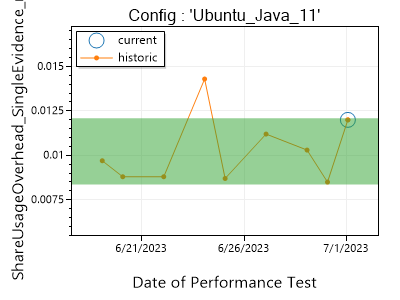 Config : 'Ubuntu_Java_11'
current
historic
ShareUsageOverhead_SingleEvidence_
0.015
0.0125
0.01
0.0075
6/21/2023
6/26/2023
7/1/2023
Date of Performance Test